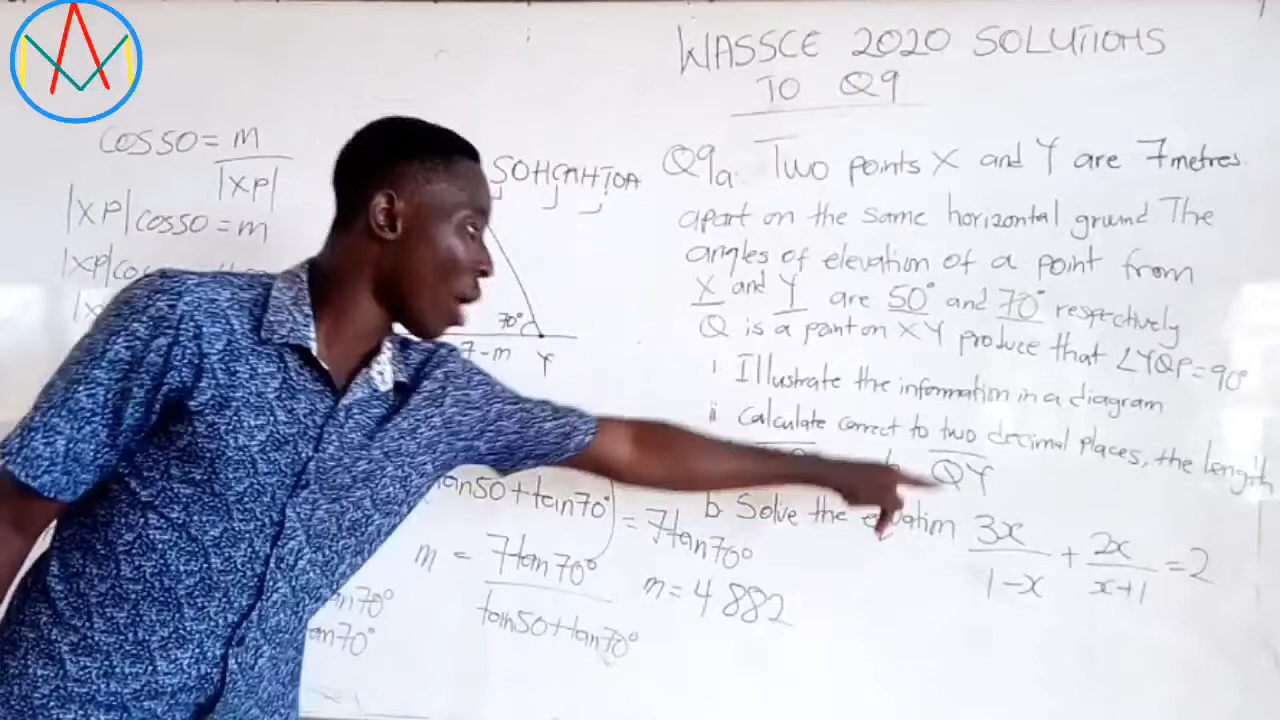 WASSCE 2020 SOLUTIONS
TO Q9
cos50 = m
|XP|
|XP|cos50 = m
|XP|cos
SOHCAHTOA
70°
7-m Y
Q9a. Two points X and Y are 7metres
apart on the same horizontal grund The
angles of elevation of a point from
X and Y are 50° and 70° respectively
Q is a point on XY produce that ∠YQP=90°
i Illustrate the information in a diagram
ii Calculate correct to two decimal places, the length
QY
b. Solve the equation 3x/1-x + 2x/x+1 = 2
tan50+tan70° = 7tan70°
m = 7tan70°/tan50+tan70°
m = 4 882
an70°
tan70°